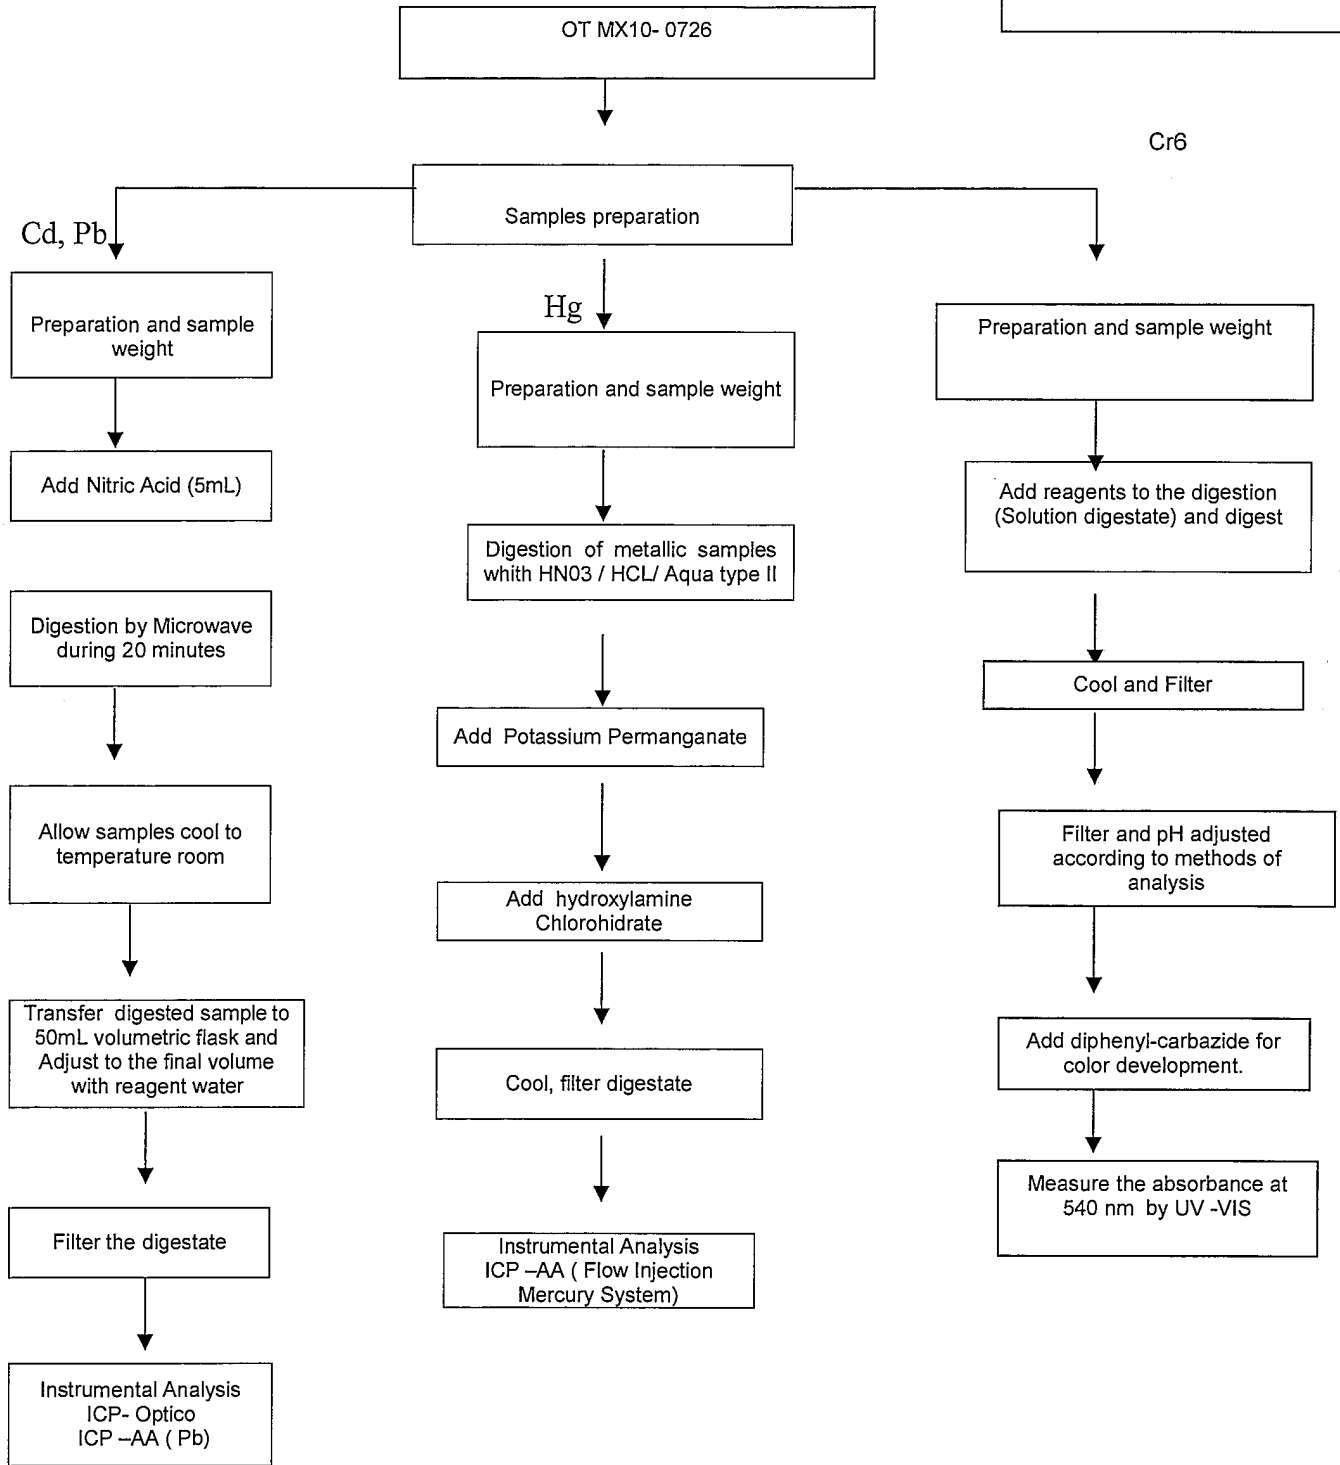 OT MX10- 0726
Cr6
Samples preparation
Cd, Pb
Preparation and sample
weight
Add Nitric Acid (5mL)
Digestion by Microwave
during 20 minutes
Allow samples cool to
temperature room
Transfer digested sample to
50mL volumetric flask and
Adjust to the final volume
with reagent water
Filter the digestate
Instrumental Analysis
ICP- Optico
ICP –AA ( Pb)
Hg
Preparation and sample weight
Digestion of metallic samples
whith HN03 / HCL/ Aqua type II
Add Potassium Permanganate
Add hydroxylamine
Chlorohidrate
Cool, filter digestate
Instrumental Analysis
ICP –AA ( Flow Injection
Mercury System)
Preparation and sample weight
Add reagents to the digestion
(Solution digestate) and digest
Cool and Filter
Filter and pH adjusted
according to methods of
analysis
Add diphenyl-carbazide for
color development.
Measure the absorbance at
540 nm by UV -VIS